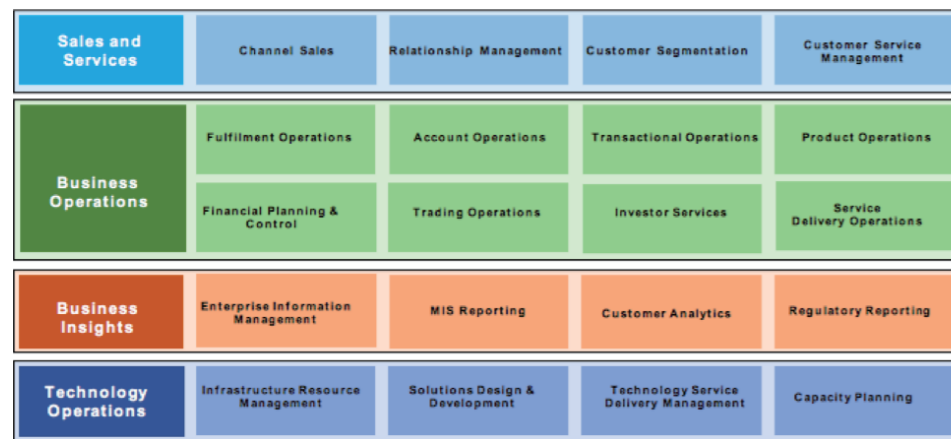 Sales and
Services
Channel Sales
Relationship Management
Customer Segmentation
Customer Service
Management
Business
Operations
Fulfilment Operations
Account Operations
Transactional Operations
Product Operations
Financial Planning &
Control
Trading Operations
Investor Services
Service
Delivery Operations
Business
Insights
Enterprise Information
Management
MIS Reporting
Customer Analytics
Regulatory Reporting
Technology
Operations
Infrastructure Resource
Management
Solutions Design &
Development
Technology Service
Delivery Management
Capacity Planning